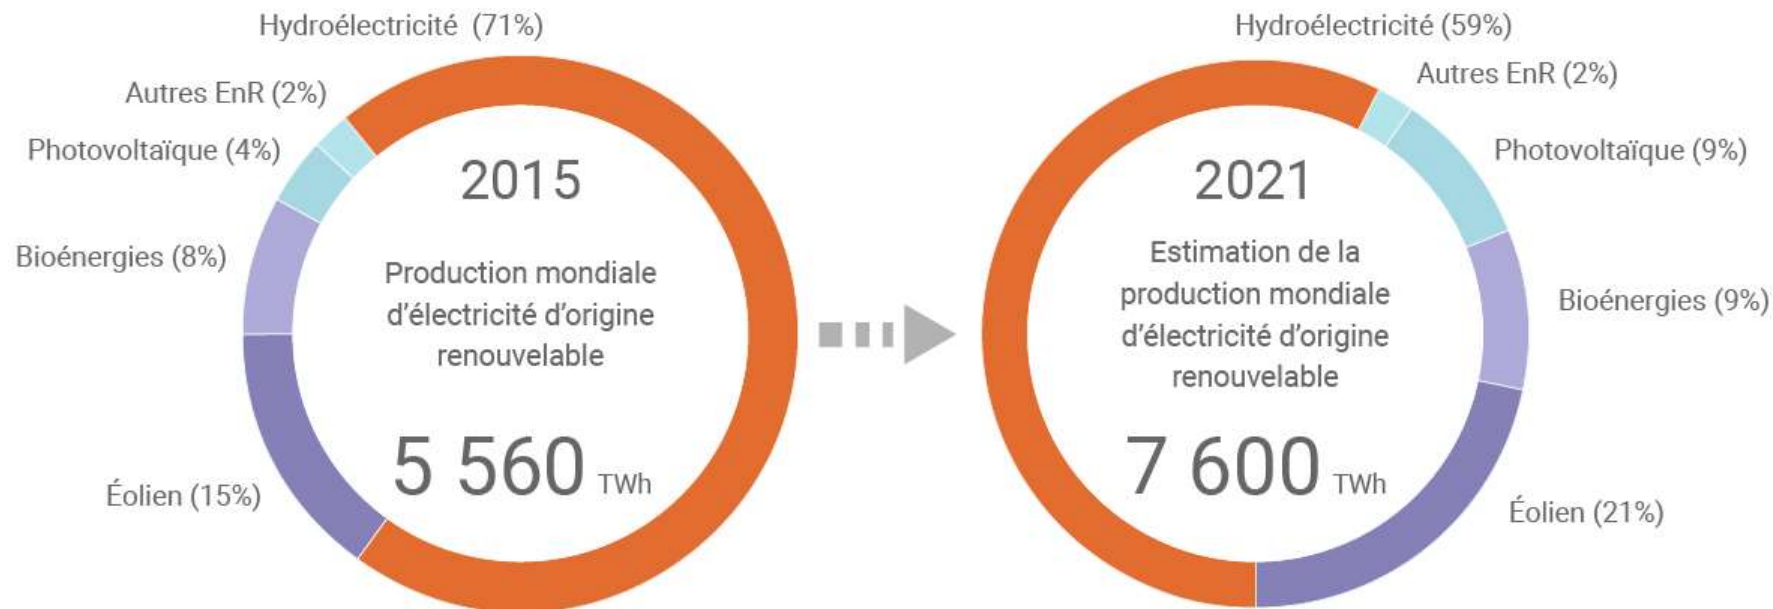 Hydroélectricité (71%)
Autres EnR (2%)
Photovoltaïque (4%)
Bioénergies (8%)
Éolien (15%)
2015
Production mondiale
d'électricité d'origine
renouvelable
5 560 TWh
Hydroélectricité (59%)
Autres EnR (2%)
Photovoltaïque (9%)
Bioénergies (9%)
Éolien (21%)
2021
Estimation de la
production mondiale
d'électricité d'origine
renouvelable
7 600 TWh